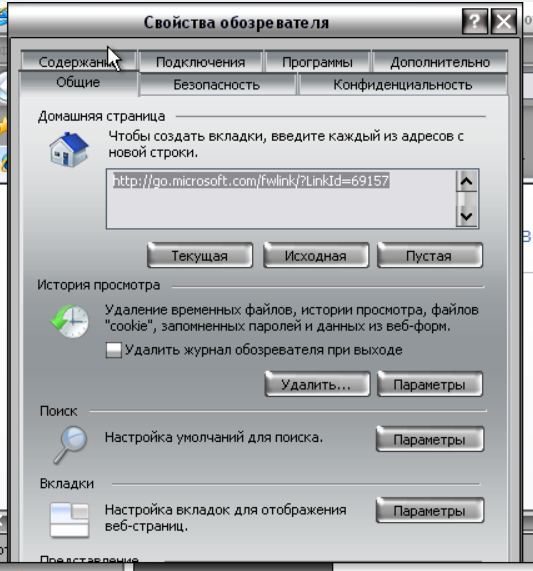 Свойства обозревателя
Содержание Подключения Программы Дополнительно
Общие Безопасность Конфиденциальность
Домашняя страница
Чтобы создать вкладки, введите каждый из адресов с
новой строки.
http://go.microsoft.com/fwlink/?LinkId=69157
Текущая Исходная Пустая
История просмотра
Удаление временных файлов, истории просмотра, файлов
"cookie", запомненных паролей и данных из веб-форм.
Удалить журнал обозревателя при выходе
Удалить... Параметры
Поиск
Настройка умолчаний для поиска. Параметры
Вкладки
Настройка вкладок для отображения
веб-страниц.
Параметры
Представление